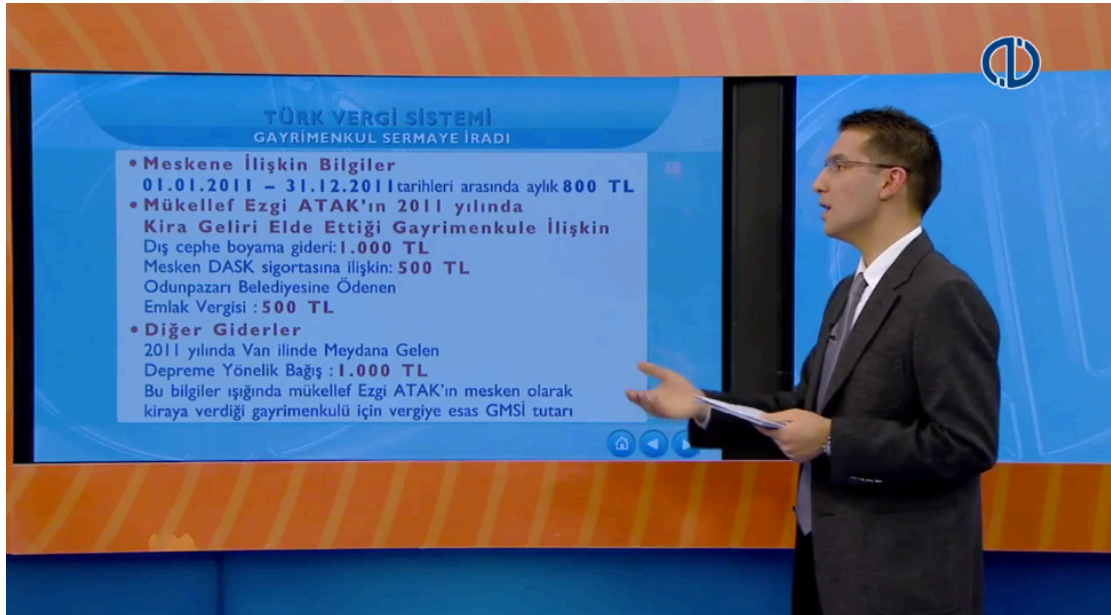 TÜRK VERGİ SİSTEMİ
GAYRİMENKUL SERMAYE İRADI
• Meskene İlişkin Bilgiler
01.01.2011 – 31.12.2011 tarihleri arasında aylık 800 TL
• Mükellef Ezgi ATAK'ın 2011 yılında
Kira Geliri Elde Ettiği Gayrimenkule İlişkin
Dış cephe boyama gideri: 1.000 TL
Mesken DASK sigortasına ilişkin: 500 TL
Odunpazarı Belediyesine Ödenen
Emlak Vergisi : 500 TL
• Diğer Giderler
2011 yılında Van ilinde Meydana Gelen
Depreme Yönelik Bağış : 1.000 TL
Bu bilgiler ışığında mükellef Ezgi ATAK'ın mesken olarak
kiraya verdiği gayrimenkulü için vergiye esas GMSİ tutarı